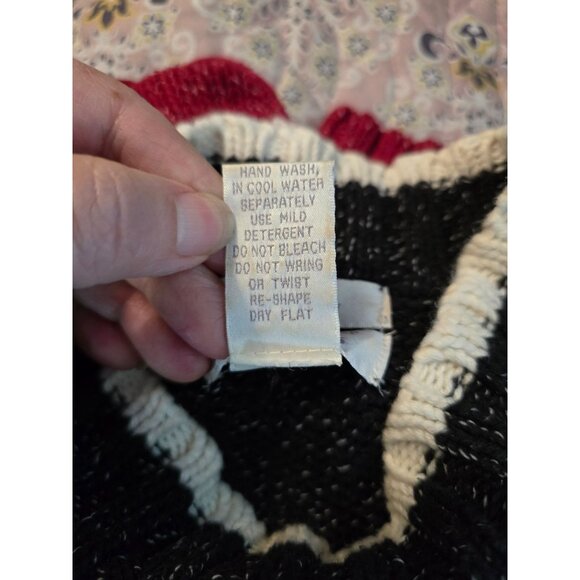 HAND WASH,
IN COOL WATER
SEPARATELY
USE MILD
DETERGENT
DO NOT BLEACH
DO NOT WRING
OR TWIST
RE-SHAPE
DRY FLAT